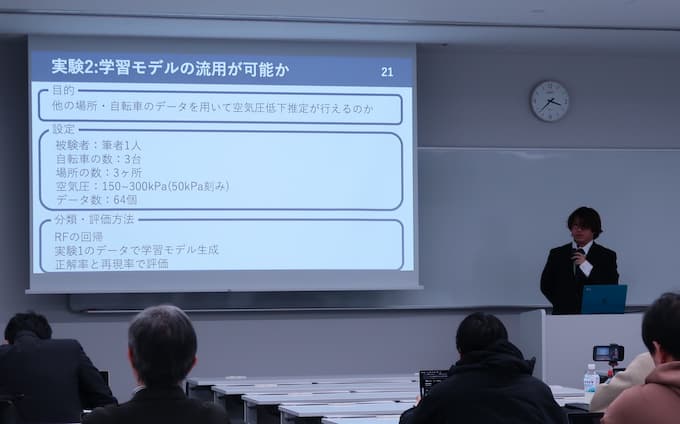 実験2:学習モデルの流用が可能か
21
目的
他の場所・自転車のデータを用いて空気圧低下推定が行えるのか
設定
被験者：筆者1人
自転車の数：3台
場所の数：3ヶ所
空気圧：150~300kPa(50kPa刻み)
データ数：64個
分類・評価方法
RFの回帰
実験1のデータで学習モデル生成
正解率と再現率で評価